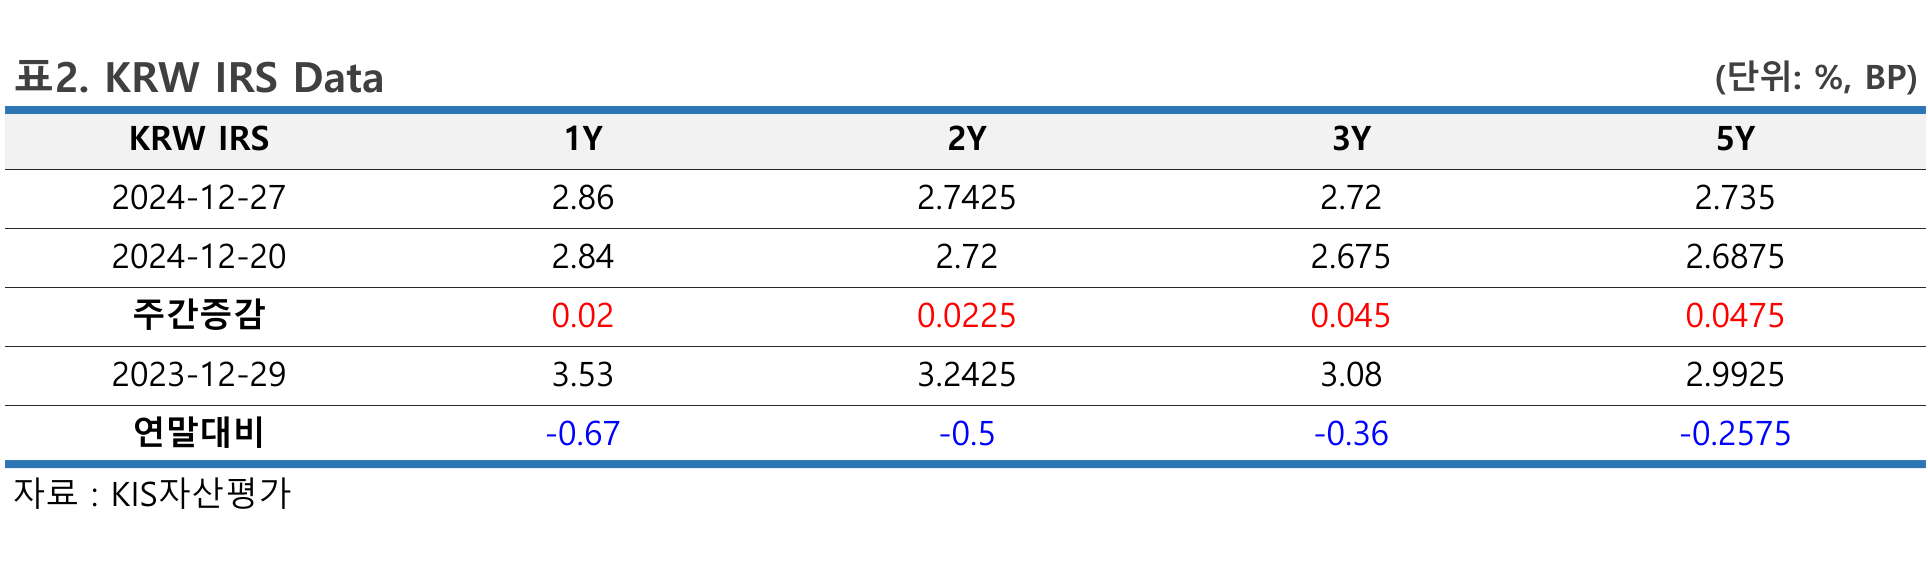 표2. KRW IRS Data (단위: %, BP)
KRW IRS 1Y 2Y 3Y 5Y
2024-12-27 2.86 2.7425 2.72 2.735
2024-12-20 2.84 2.72 2.675 2.6875
주간증감 0.02 0.0225 0.045 0.0475
2023-12-29 3.53 3.2425 3.08 2.9925
연말대비 -0.67 -0.5 -0.36 -0.2575
자료 : KIS자산평가